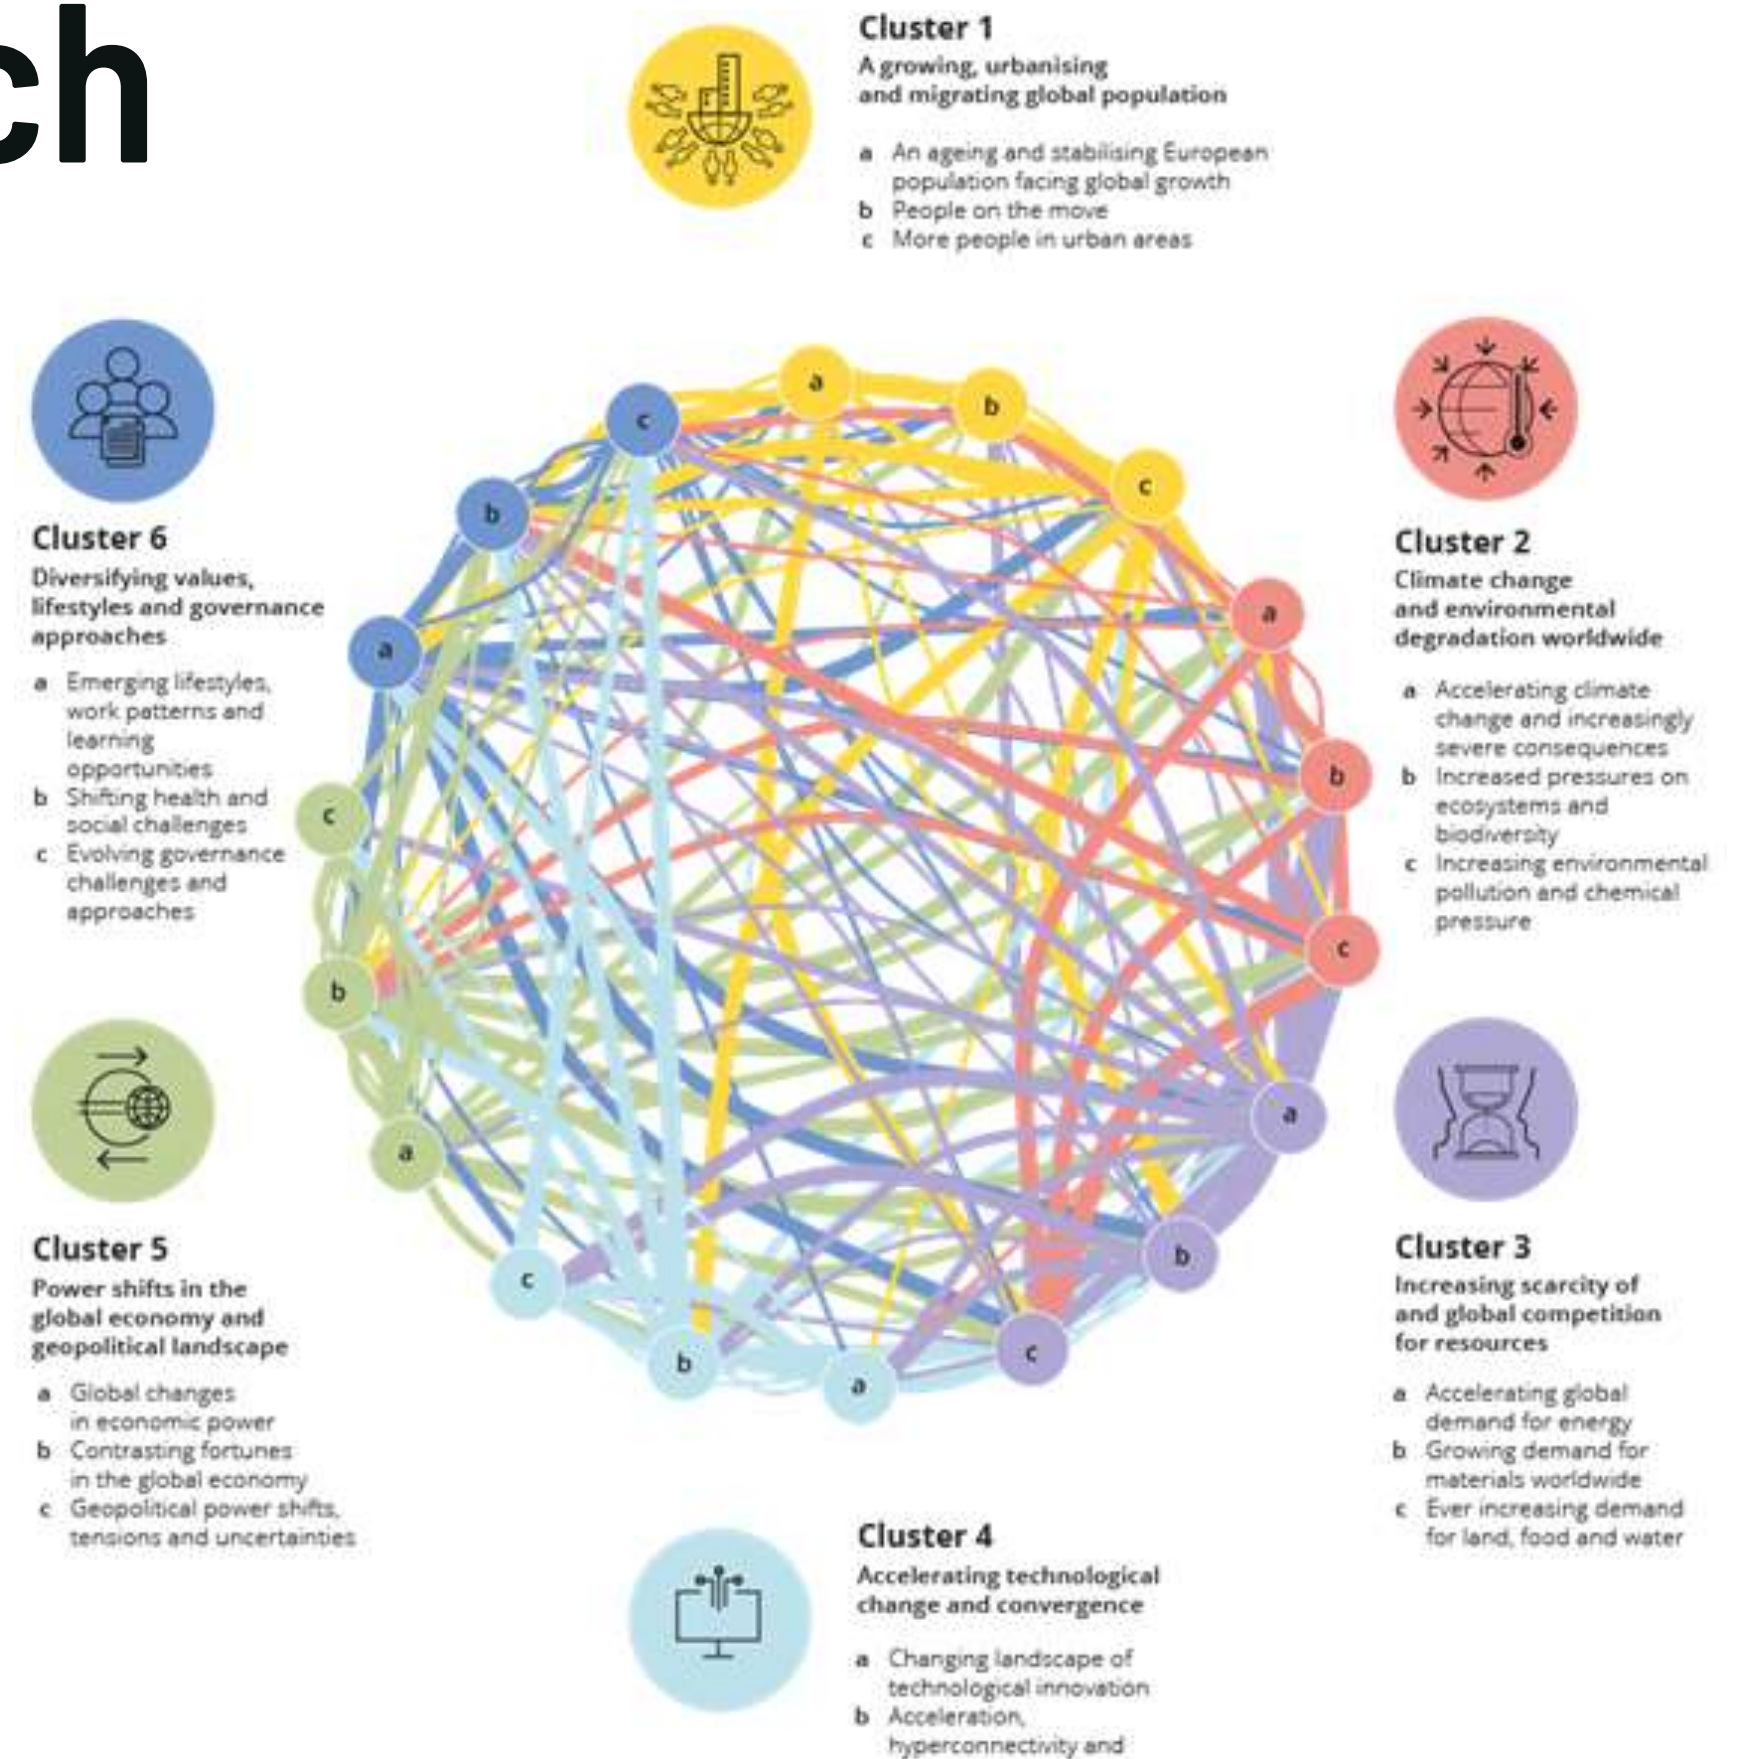 ch
Cluster 1
A growing, urbanising
and migrating global population
a An ageing and stabilising European
population facing global growth
b People on the move
c More people in urban areas
Cluster 6
Diversifying values,
lifestyles and governance
approaches
a Emerging lifestyles,
work patterns and
learning
opportunities
b Shifting health and
social challenges
c Evolving governance
challenges and
approaches
a
b
c
a
b
c
a
b
c
a
b
c
a
b
c
a
b
c
Cluster 2
Climate change
and environmental
degradation worldwide
a Accelerating climate
change and increasingly
severe consequences
b Increased pressures on
ecosystems and
biodiversity
c Increasing environmental
pollution and chemical
pressure
Cluster 5
Power shifts in the
global economy and
geopolitical landscape
a Global changes
in economic power
b Contrasting fortunes
in the global economy
c Geopolitical power shifts,
tensions and uncertainties
Cluster 3
Increasing scarcity of
and global competition
for resources
a Accelerating global
demand for energy
b Growing demand for
materials worldwide
c Ever increasing demand
for land, food and water
Cluster 4
Accelerating technological
change and convergence
a Changing landscape of
technological innovation
b Acceleration,
hyperconnectivity and